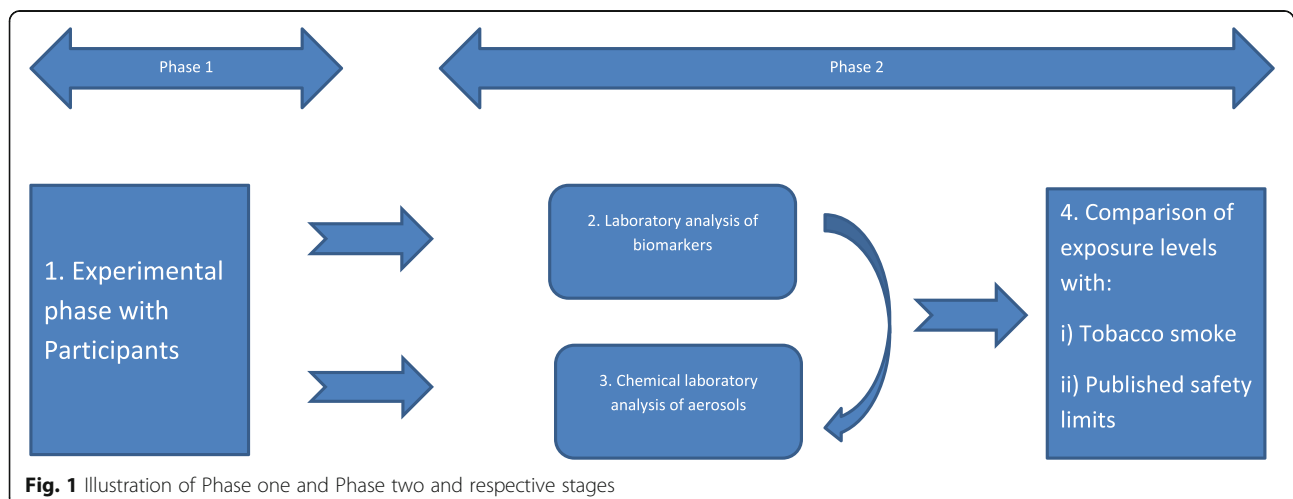 Phase 1
Phase 2
1. Experimental
phase with
Participants
2. Laboratory analysis of
biomarkers
3. Chemical laboratory
analysis of aerosols
4. Comparison of
exposure levels
with:
i) Tobacco smoke
ii) Published safety
limits
Fig. 1 Illustration of Phase one and Phase two and respective stages